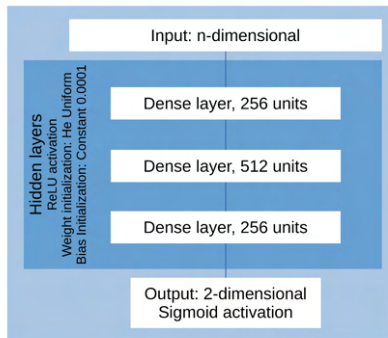 Input: n-dimensional
Hidden layers
ReLU activation
Weight initialization: He Uniform
Bias Initialization: Constant 0.0001
Dense layer, 256 units
Dense layer, 512 units
Dense layer, 256 units
Output: 2-dimensional
Sigmoid activation